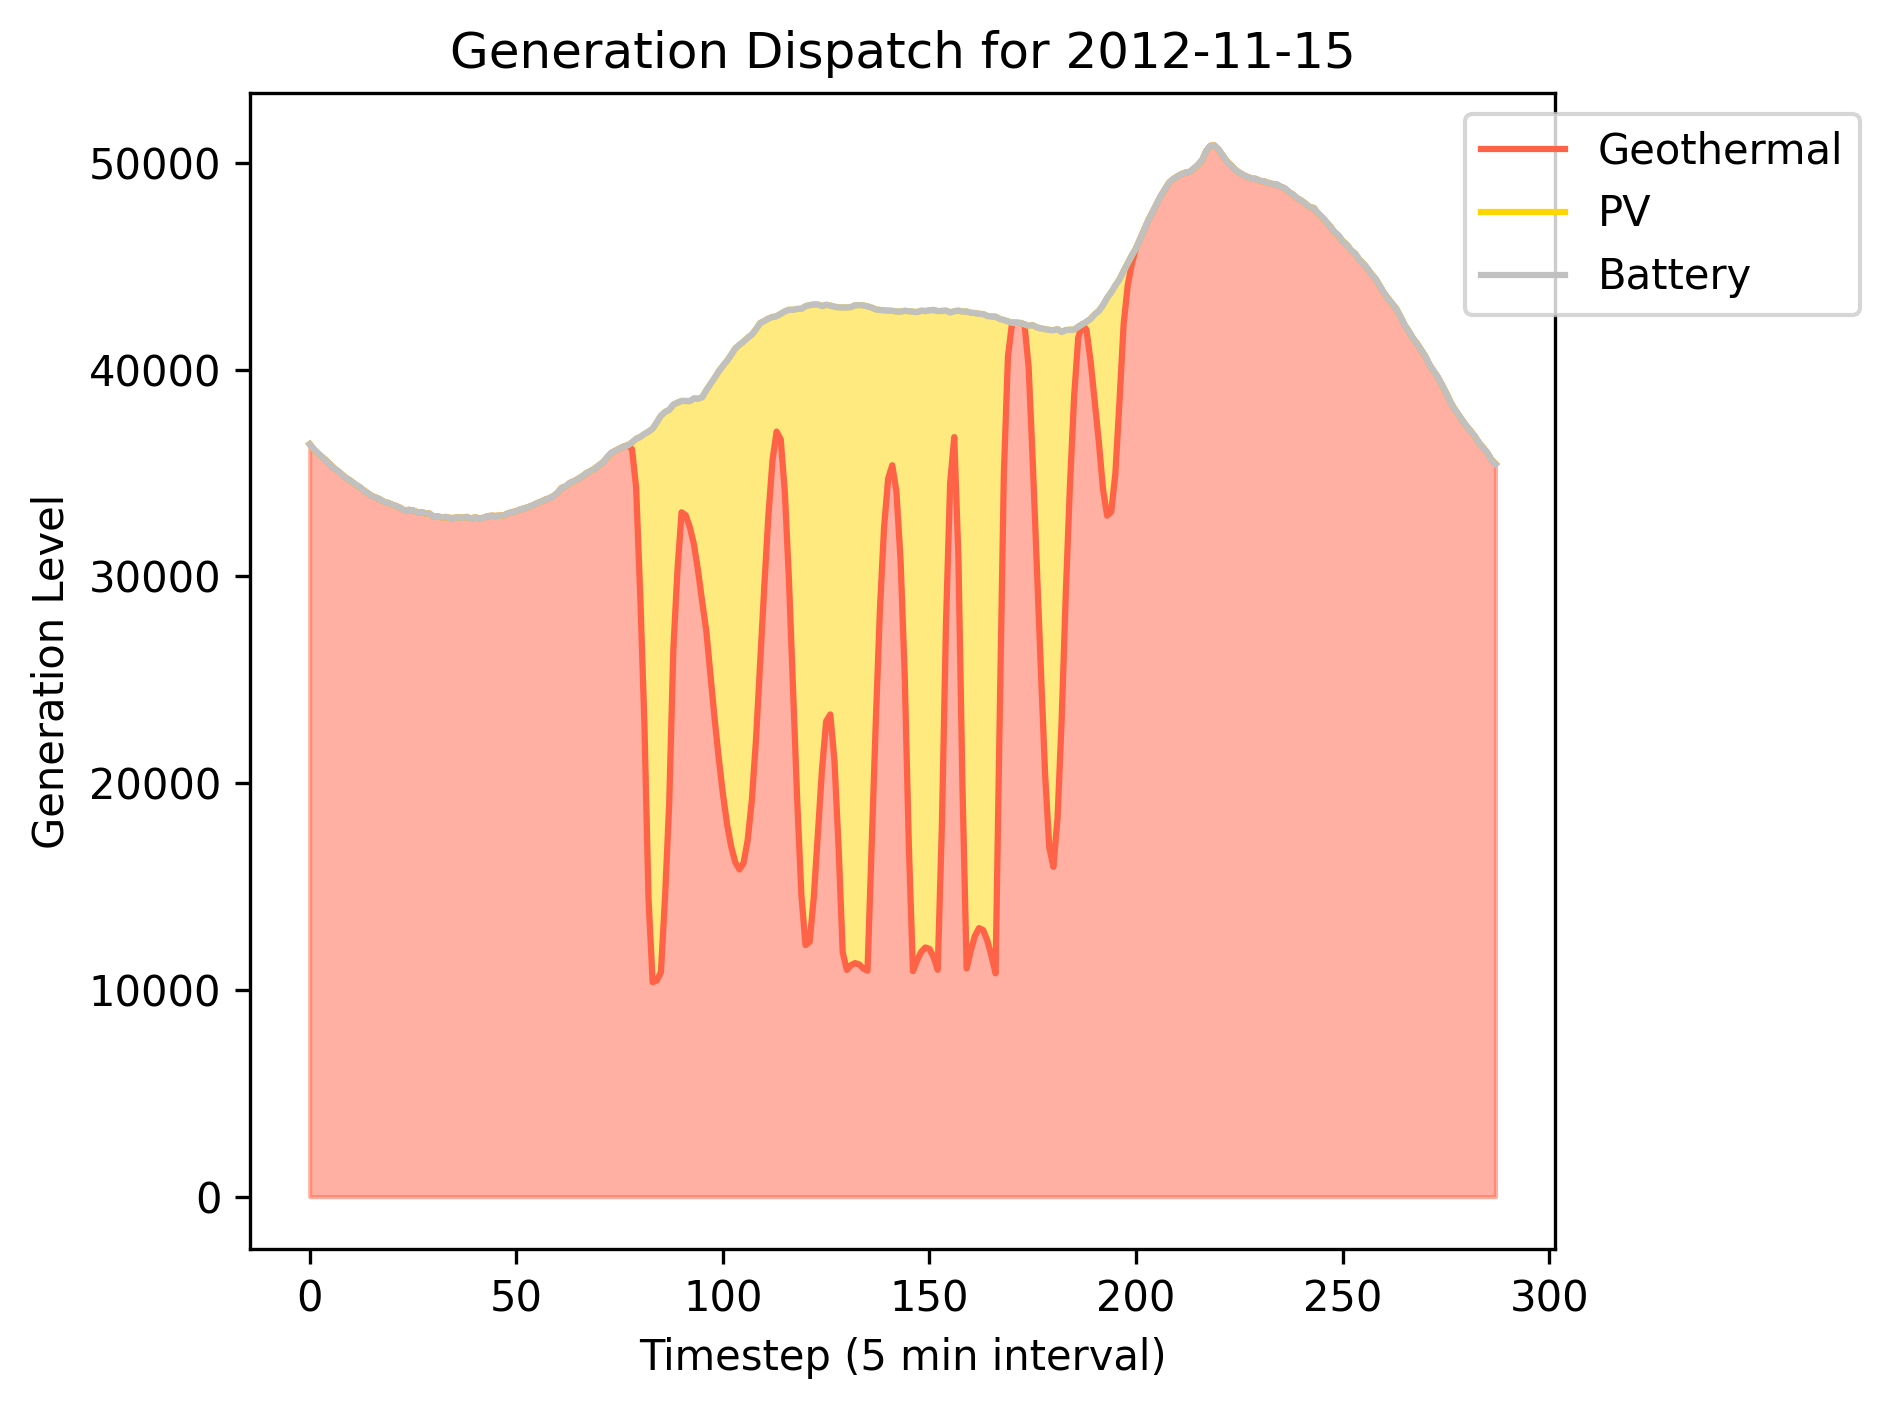 Generation Dispatch for 2012-11-15
Geothermal
PV
Battery
Generation Level
50000
40000
30000
20000
10000
0
0 50 100 150 200 250 300
Timestep (5 min interval)